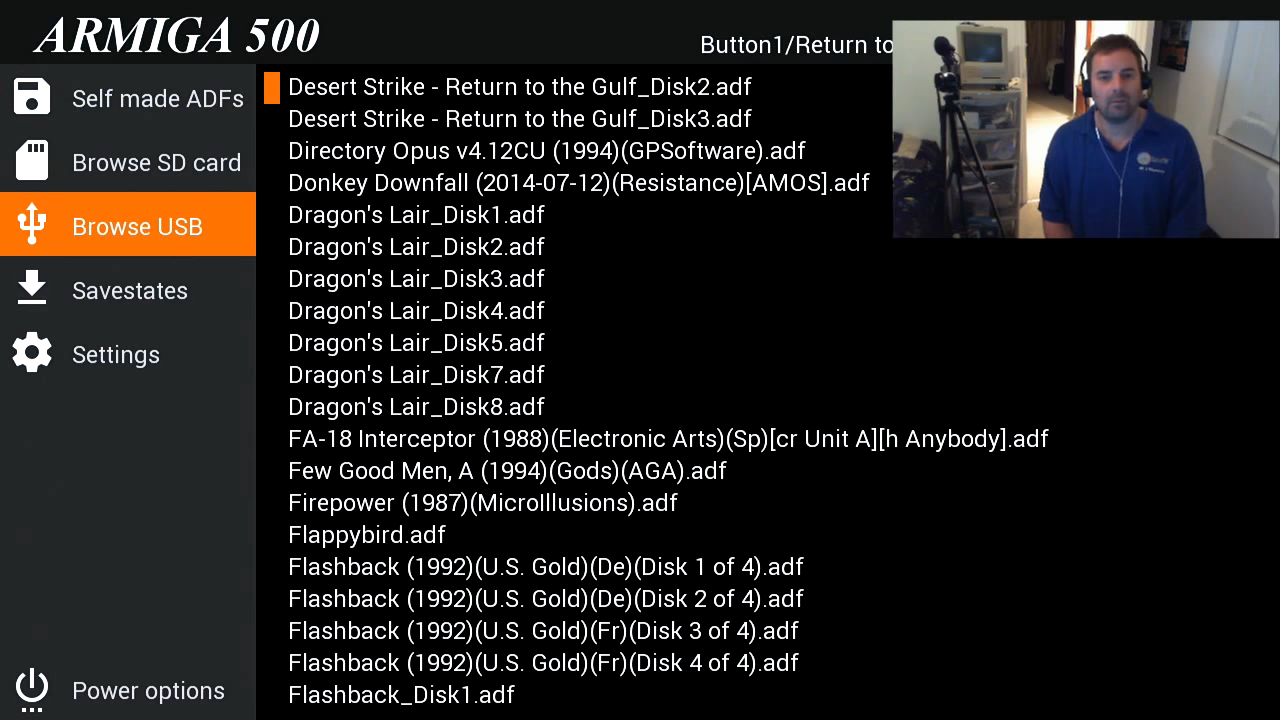 ARMIGA 500
Button1/Return to
Self made ADFs
Browse SD card
Browse USB
Savestates
Settings
Power options
Desert Strike - Return to the Gulf_Disk2.adf
Desert Strike - Return to the Gulf_Disk3.adf
Directory Opus v4.12CU (1994)(GPSoftware).adf
Donkey Downfall (2014-07-12)(Resistance)[AMOS].adf
Dragon's Lair_Disk1.adf
Dragon's Lair_Disk2.adf
Dragon's Lair_Disk3.adf
Dragon's Lair_Disk4.adf
Dragon's Lair_Disk5.adf
Dragon's Lair_Disk7.adf
Dragon's Lair_Disk8.adf
FA-18 Interceptor (1988)(Electronic Arts)(Sp)[cr Unit A][h Anybody].adf
Few Good Men, A (1994)(Gods)(AGA).adf
Firepower (1987)(MicroIllusions).adf
Flappybird.adf
Flashback (1992)(U.S. Gold)(De)(Disk 1 of 4).adf
Flashback (1992)(U.S. Gold)(De)(Disk 2 of 4).adf
Flashback (1992)(U.S. Gold)(Fr)(Disk 3 of 4).adf
Flashback (1992)(U.S. Gold)(Fr)(Disk 4 of 4).adf
Flashback_Disk1.adf